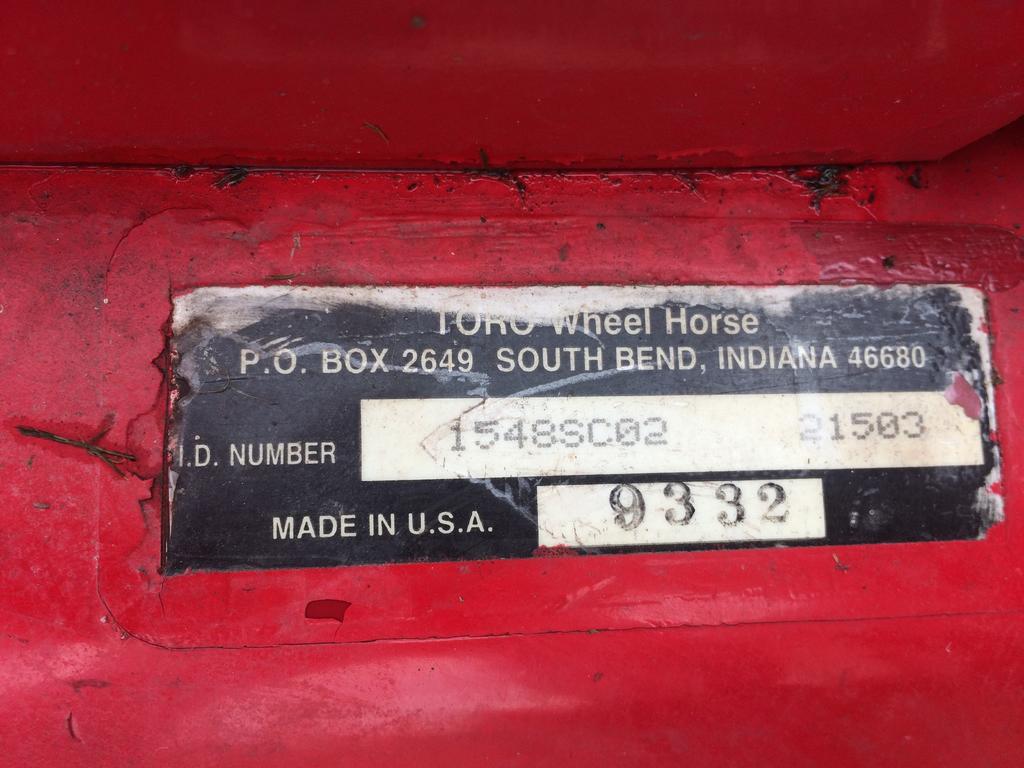 TORO Wheel Horse
P.O. BOX 2649 SOUTH BEND, INDIANA 46680
I.D. NUMBER 1548SC02 21503
MADE IN U.S.A. 9332